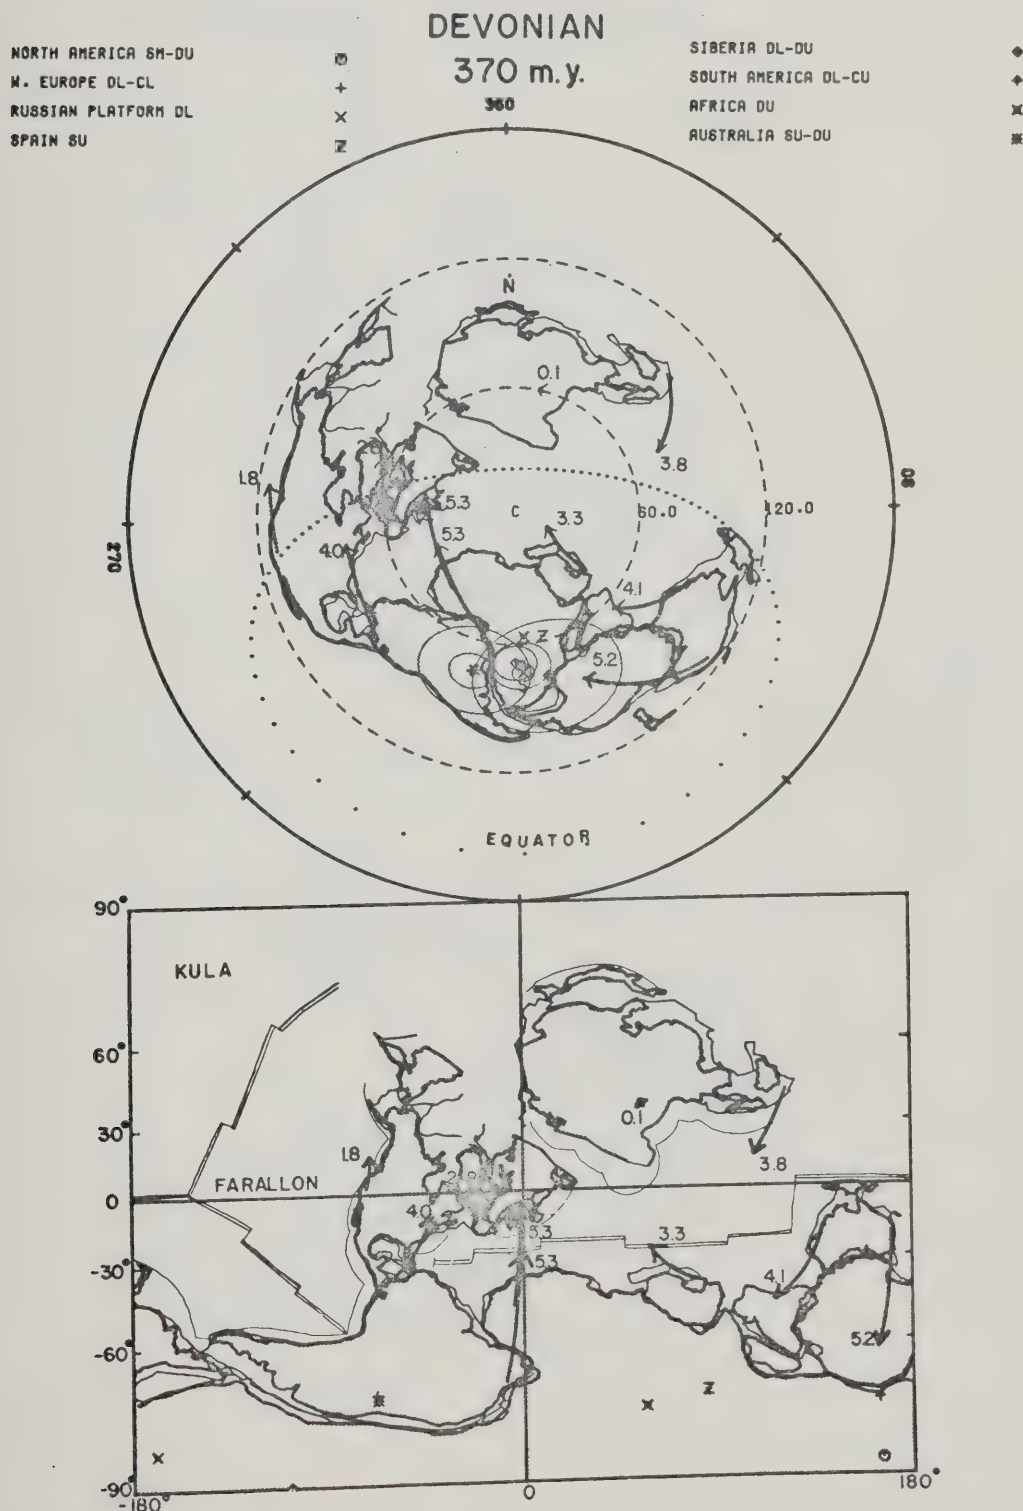 DEVONIAN
370 m.y.
NORTH AMERICA SM-DU
W. EUROPE DL-CL
RUSSIAN PLATFORM DL
SPAIN SU
Z
SIBERIA DL-DU
SOUTH AMERICA DL-CU
AFRICA DU
AUSTRALIA SU-DU
360
N
0.1
3.8
1.8
5.3
C
3.3
60.0
120.0
270
4.0
5.3
4.1
Z
5.2
EQUATOR
90°
KULA
60°
0.1
30°
1.8
3.8
FARALLON
0
4.0
5.3
3.3
5.3
-30°
4.1
-60°
5.2
Z
-90°
-180°
0
180°